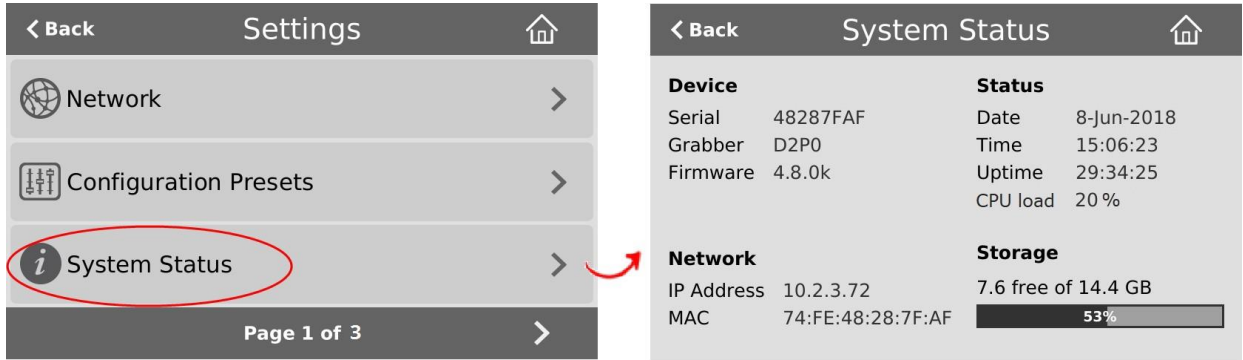 Back Settings
Network
Configuration Presets
i System Status
Page 1 of 3
Back System Status
Device
Serial 48287FAF
Grabber D2P0
Firmware 4.8.0k
Status
Date 8-Jun-2018
Time 15:06:23
Uptime 29:34:25
CPU load 20 %
Network
IP Address 10.2.3.72
MAC 74:FE:48:28:7F:AF
Storage
7.6 free of 14.4 GB
53%